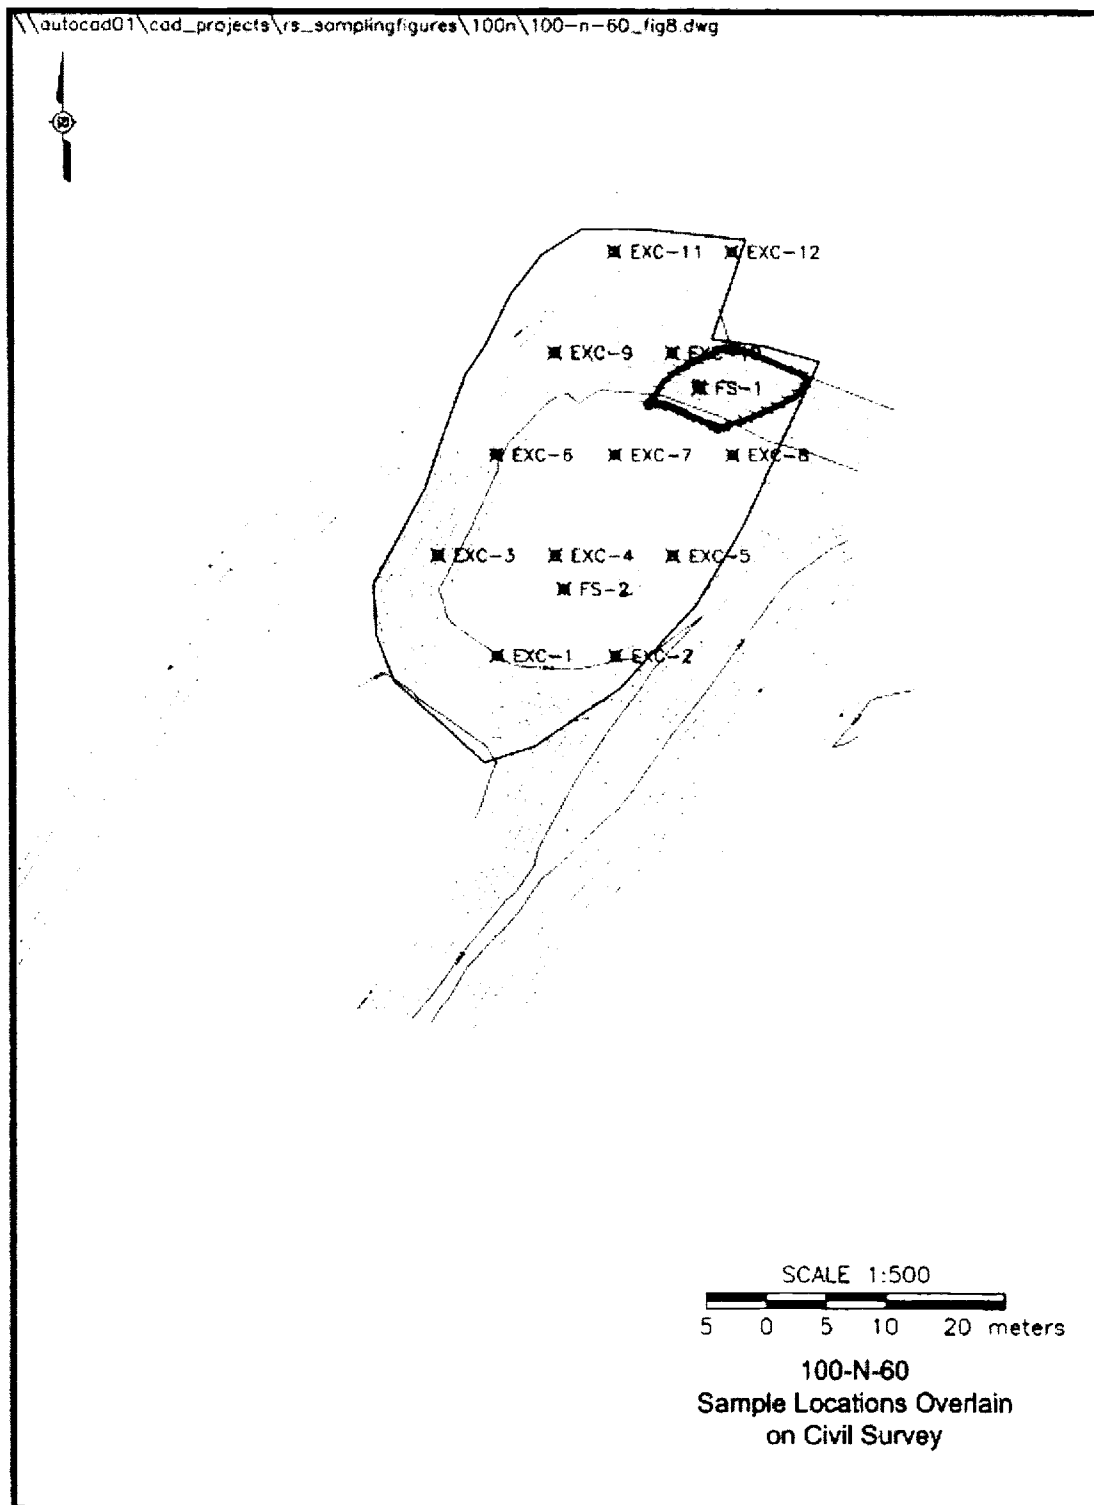 \\autocad01\cad_projects\rs_samplingfigures\100n\100-n-60_fig8.dwg
EXC-11 EXC-12
EXC-9 EXC-10
FS-1
EXC-6 EXC-7 EXC-8
EXC-3 EXC-4 EXC-5
FS-2
EXC-1 EXC-2
SCALE 1:500
5 0 5 10 20 meters
100-N-60
Sample Locations Overlain
on Civil Survey